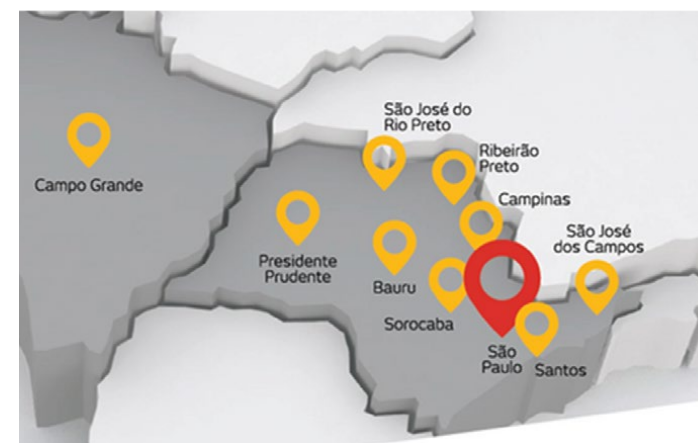 São José do
Rio Preto
Ribeirão
Preto
Campo Grande
Campinas
São José
dos Campos
Presidente
Prudente
Bauru
Sorocaba
São
Paulo
Santos